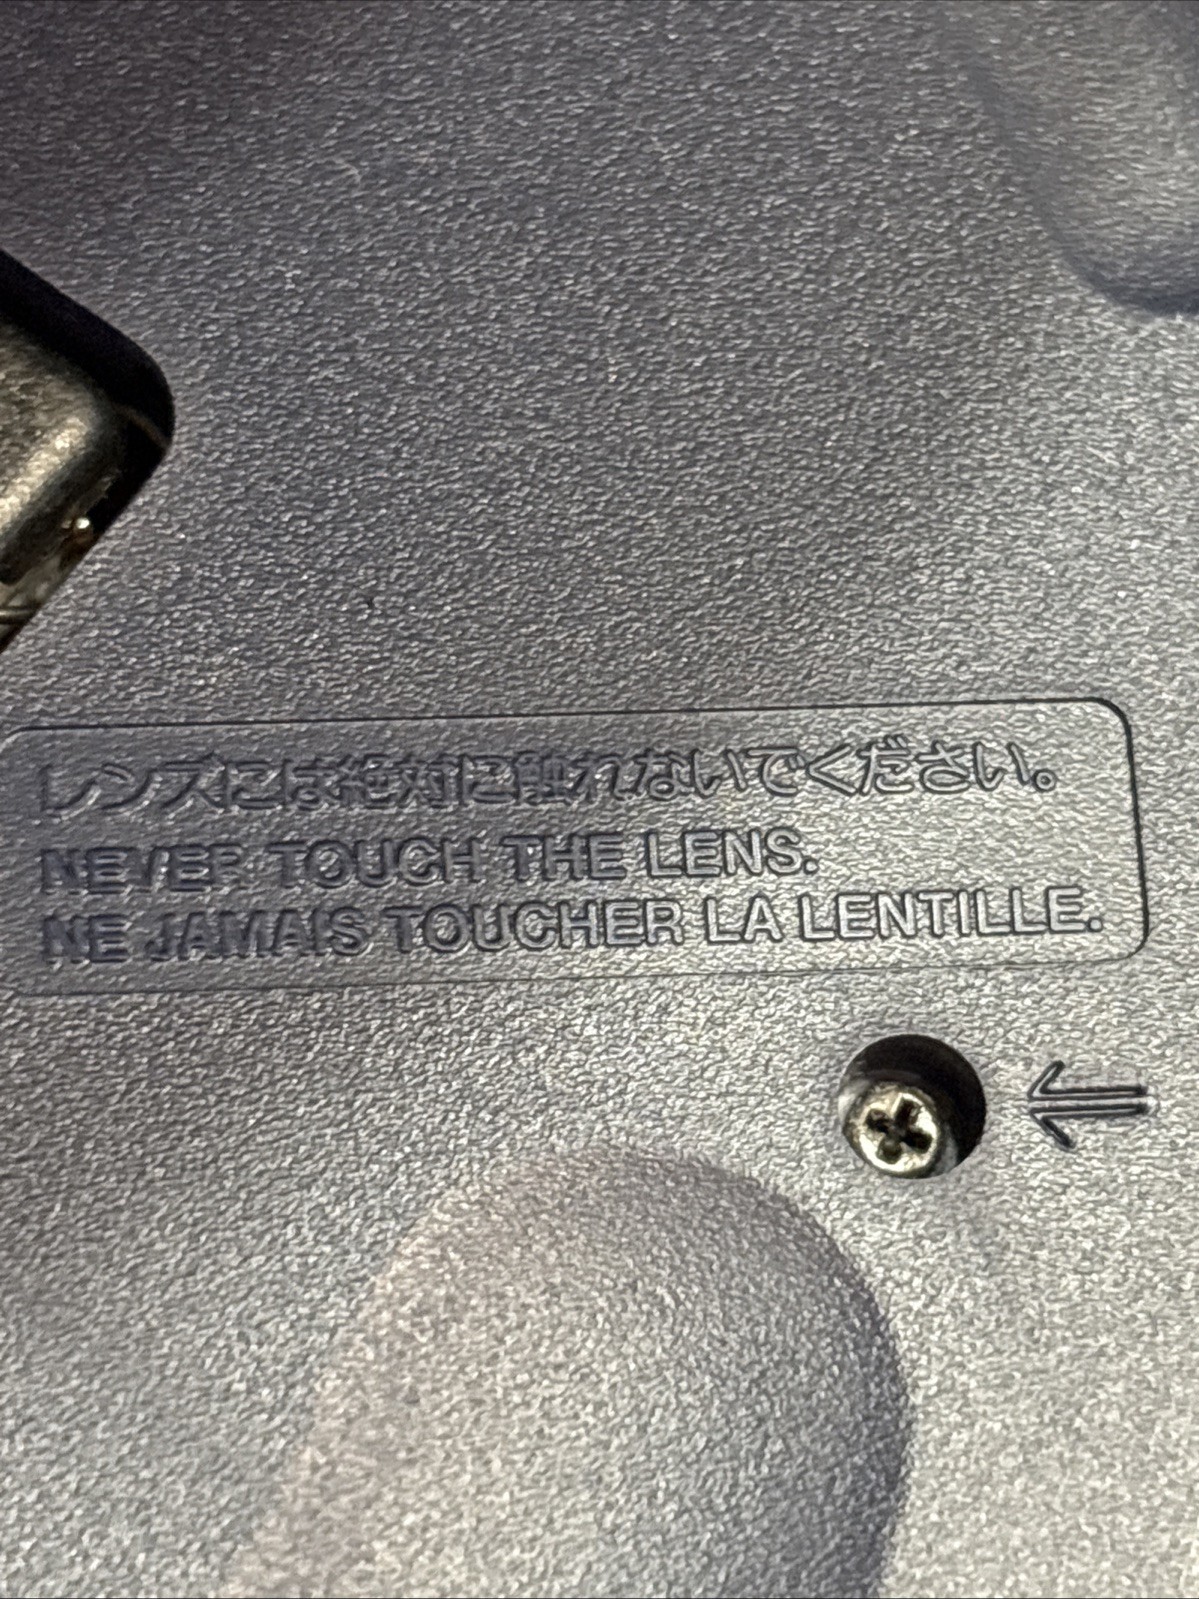 レンズには絶対に触れないでください。
NEVER TOUCH THE LENS.
NE JAMAIS TOUCHER LA LENTILLE.